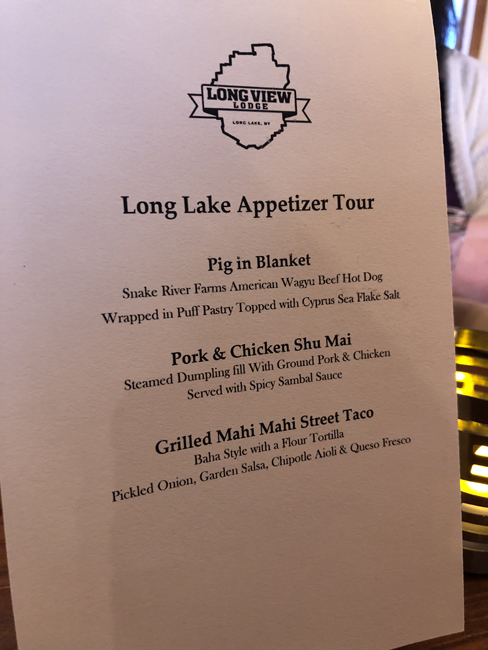 LONG VIEW
LODGE
LONG LAKE, NY
Long Lake Appetizer Tour
Pig in Blanket
Snake River Farms American Wagyu Beef Hot Dog
Wrapped in Puff Pastry Topped with Cyprus Sea Flake Salt
Pork & Chicken Shu Mai
Steamed Dumpling fill With Ground Pork & Chicken
Served with Spicy Sambal Sauce
Grilled Mahi Mahi Street Taco
Baha Style with a Flour Tortilla
Pickled Onion, Garden Salsa, Chipotle Aioli & Queso Fresco